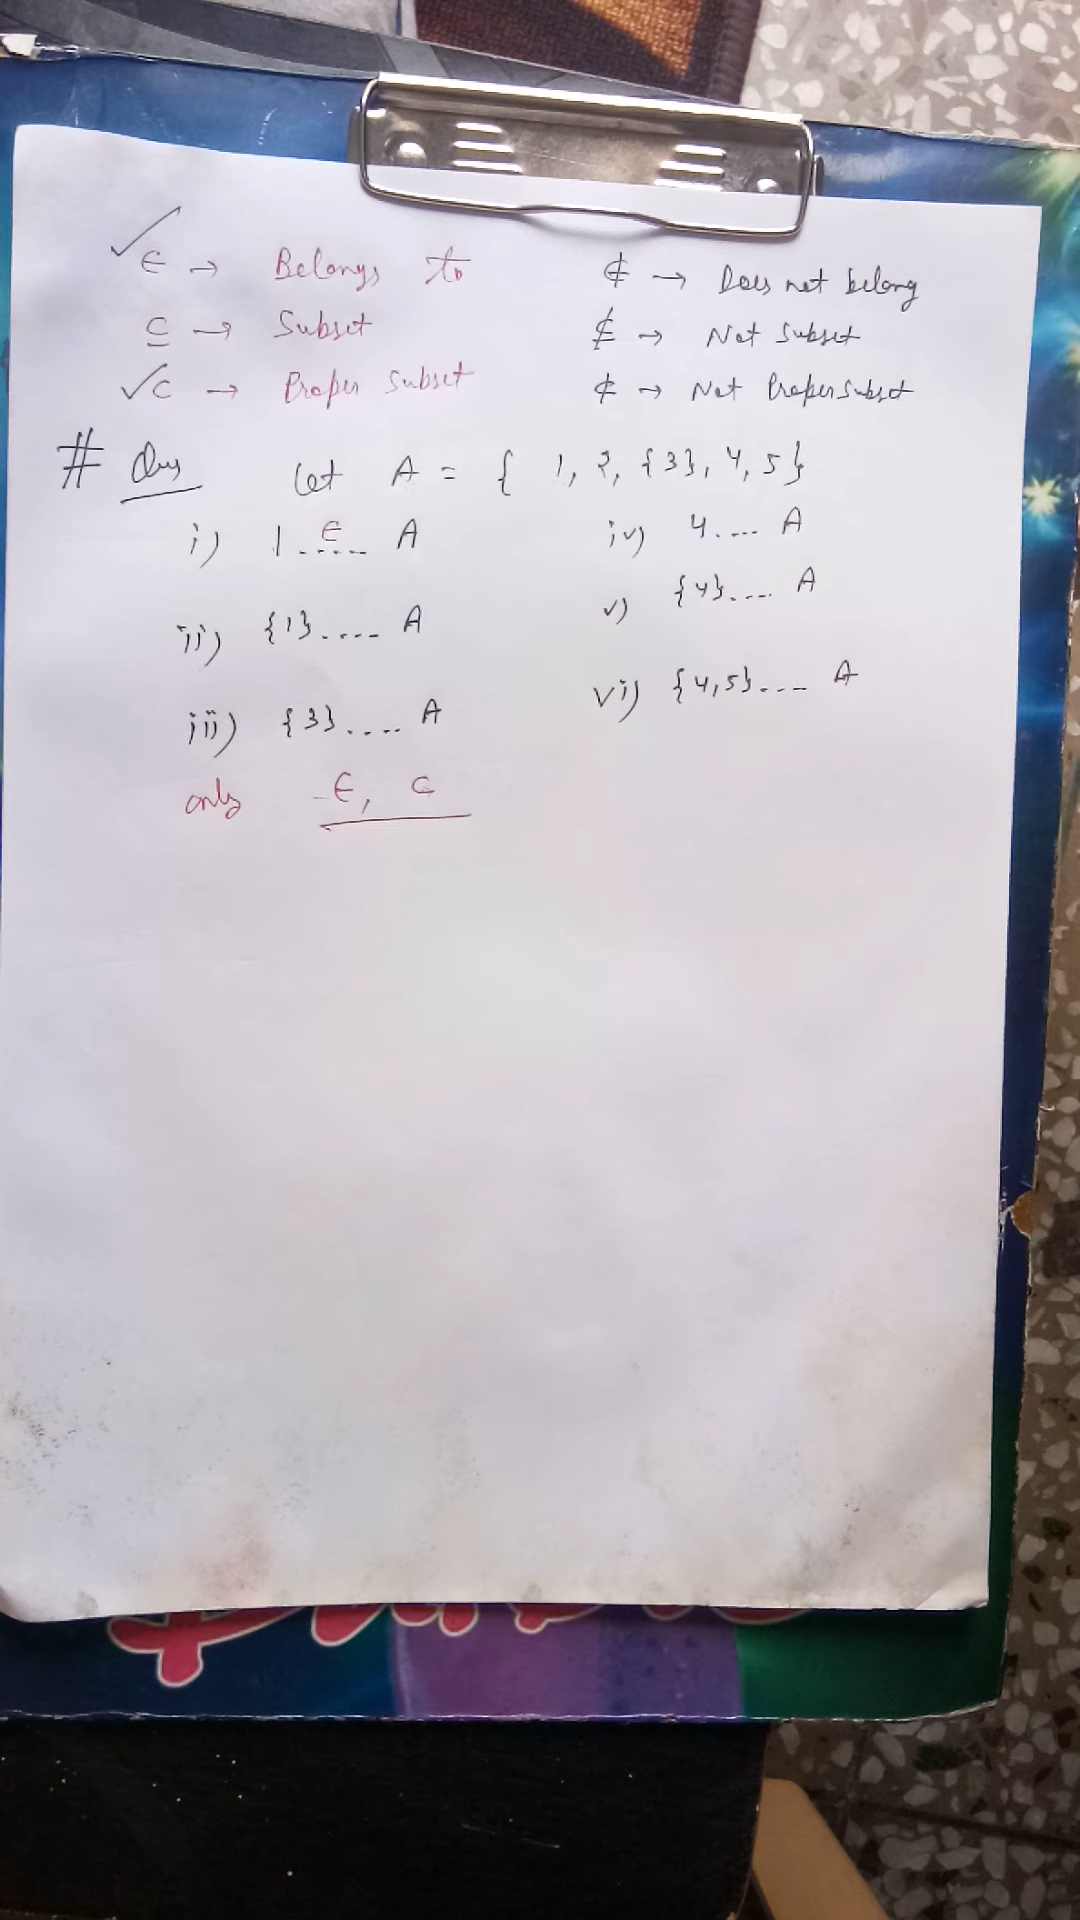 ✓∈ → Belongs to ∉ → Does not belong
⊆ → Subset ⊈ → Not Subset
✓⊂ → Proper Subset ⊄ → Not Proper Subset
# Ques Let A = { 1, 2, {3}, 4, 5}
i) 1 ..∈... A iv) 4 .... A
ii) {1} .... A v) {4} .... A
iii) {3} .... A vi) {4,5} .... A
only ∈, ⊂